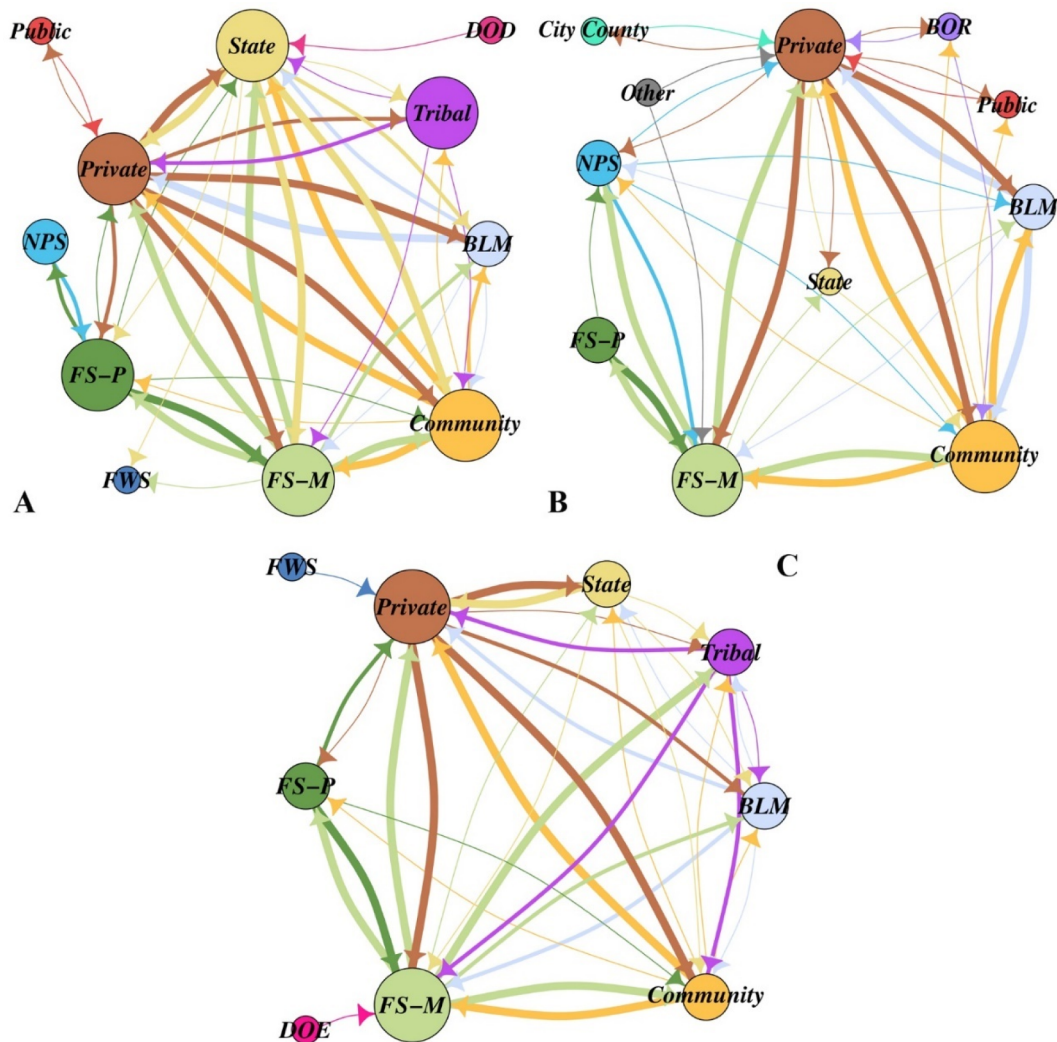 Public
State
DOD
Tribal
Private
NPS
BLM
FS-P
Community
FWS
FS-M
A
City County
Private
BOR
Other
Public
NPS
BLM
State
FS-P
Community
FS-M
B
FWS
Private
State
C
Tribal
FS-P
BLM
Community
FS-M
DOE